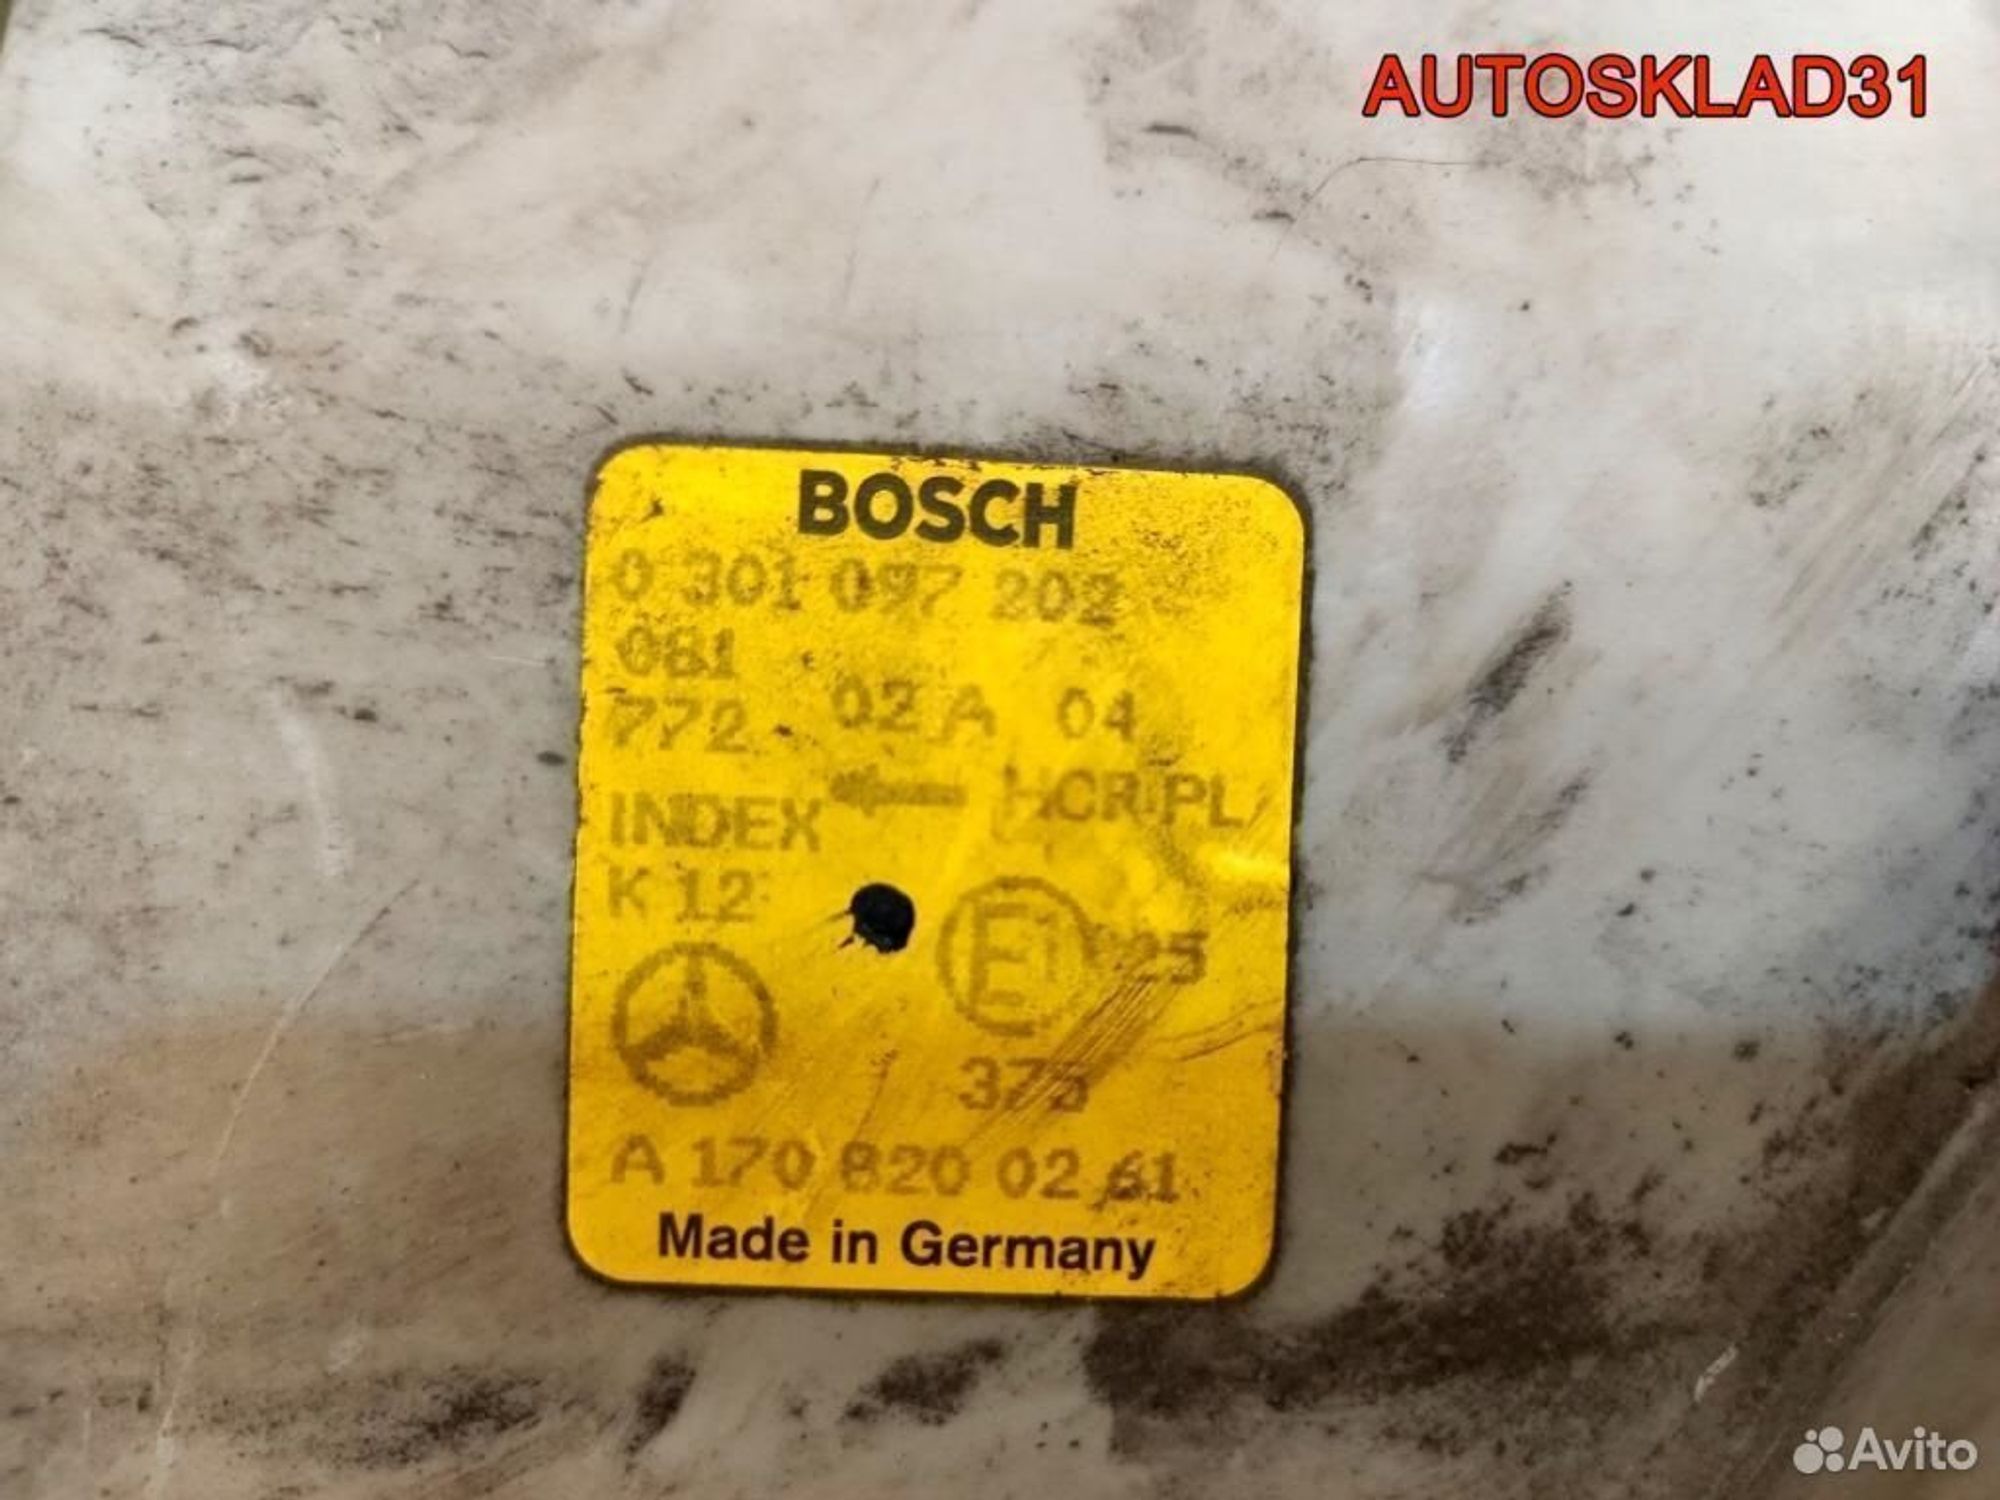 AUTOSKLAD31
BOSCH
0 301 097 202
081
772 02 A 04
INDEX HCR/PL
K 12
E1
375
A 170 820 02 61
Made in Germany
Avito